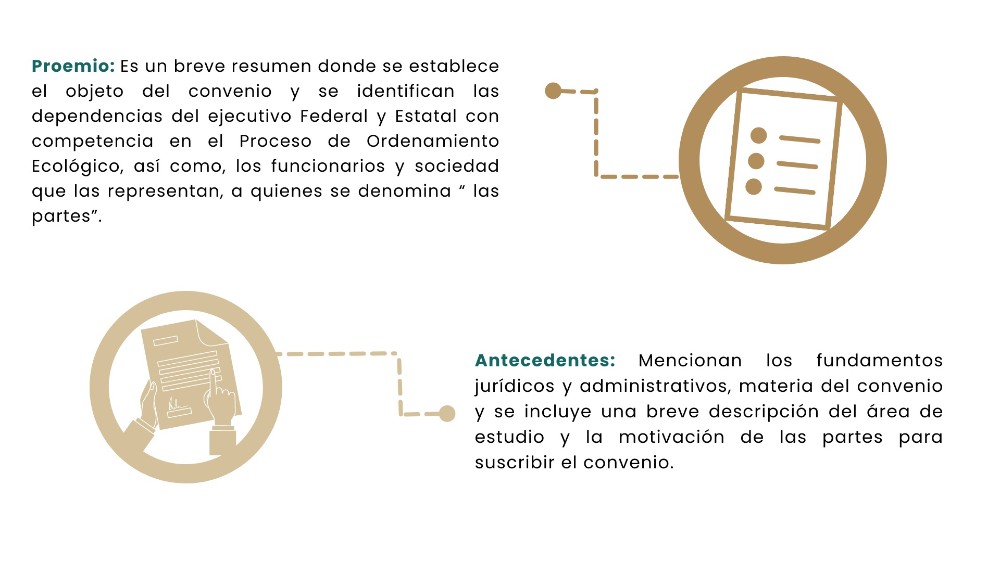 Proemio: Es un breve resumen donde se establece
el objeto del convenio y se identifican las
dependencias del ejecutivo Federal y Estatal con
competencia en el Proceso de Ordenamiento
Ecológico, así como, los funcionarios y sociedad
que las representan, a quienes se denomina “ las
partes”.
Antecedentes: Mencionan los fundamentos
jurídicos y administrativos, materia del convenio
y se incluye una breve descripción del área de
estudio y la motivación de las partes para
suscribir el convenio.